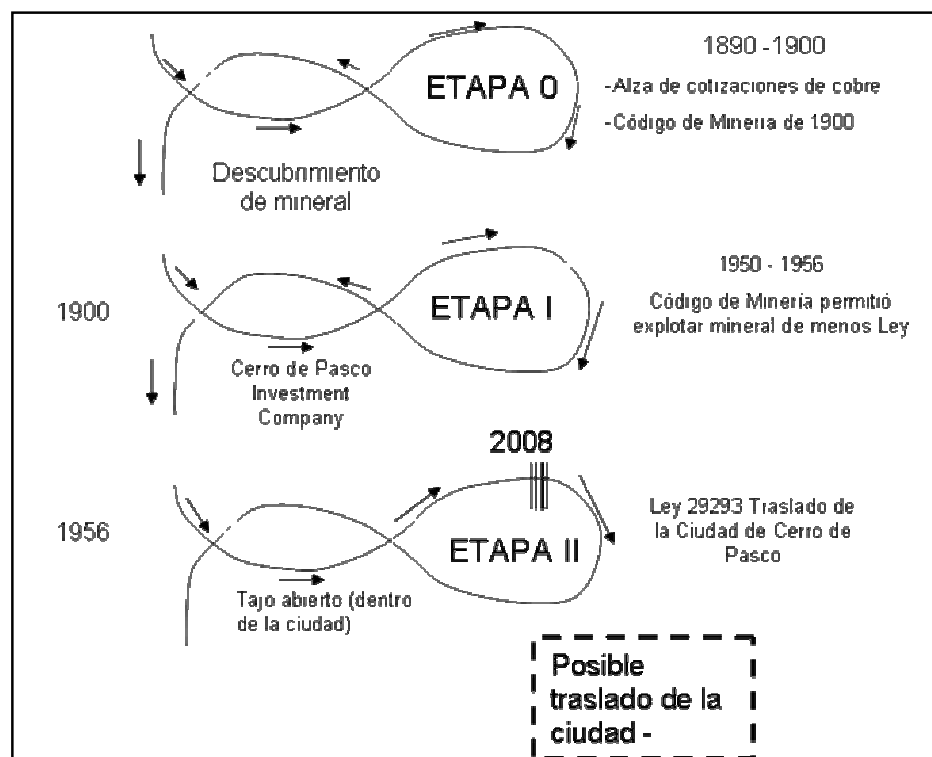 1890 -1900
ETAPA 0
-Alza de cotizaciones de cobre
-Código de Minería de 1900
Descubrimiento
de mineral
1900
ETAPA I
1950 - 1956
Código de Minería permitió
explotar mineral de menos Ley
Cerro de Pasco
Investment
Company
2008
1956
ETAPA II
Ley 29293 Traslado de
la Ciudad de Cerro de
Pasco
Tajo abierto (dentro
de la ciudad)
Posible
traslado de la
ciudad -